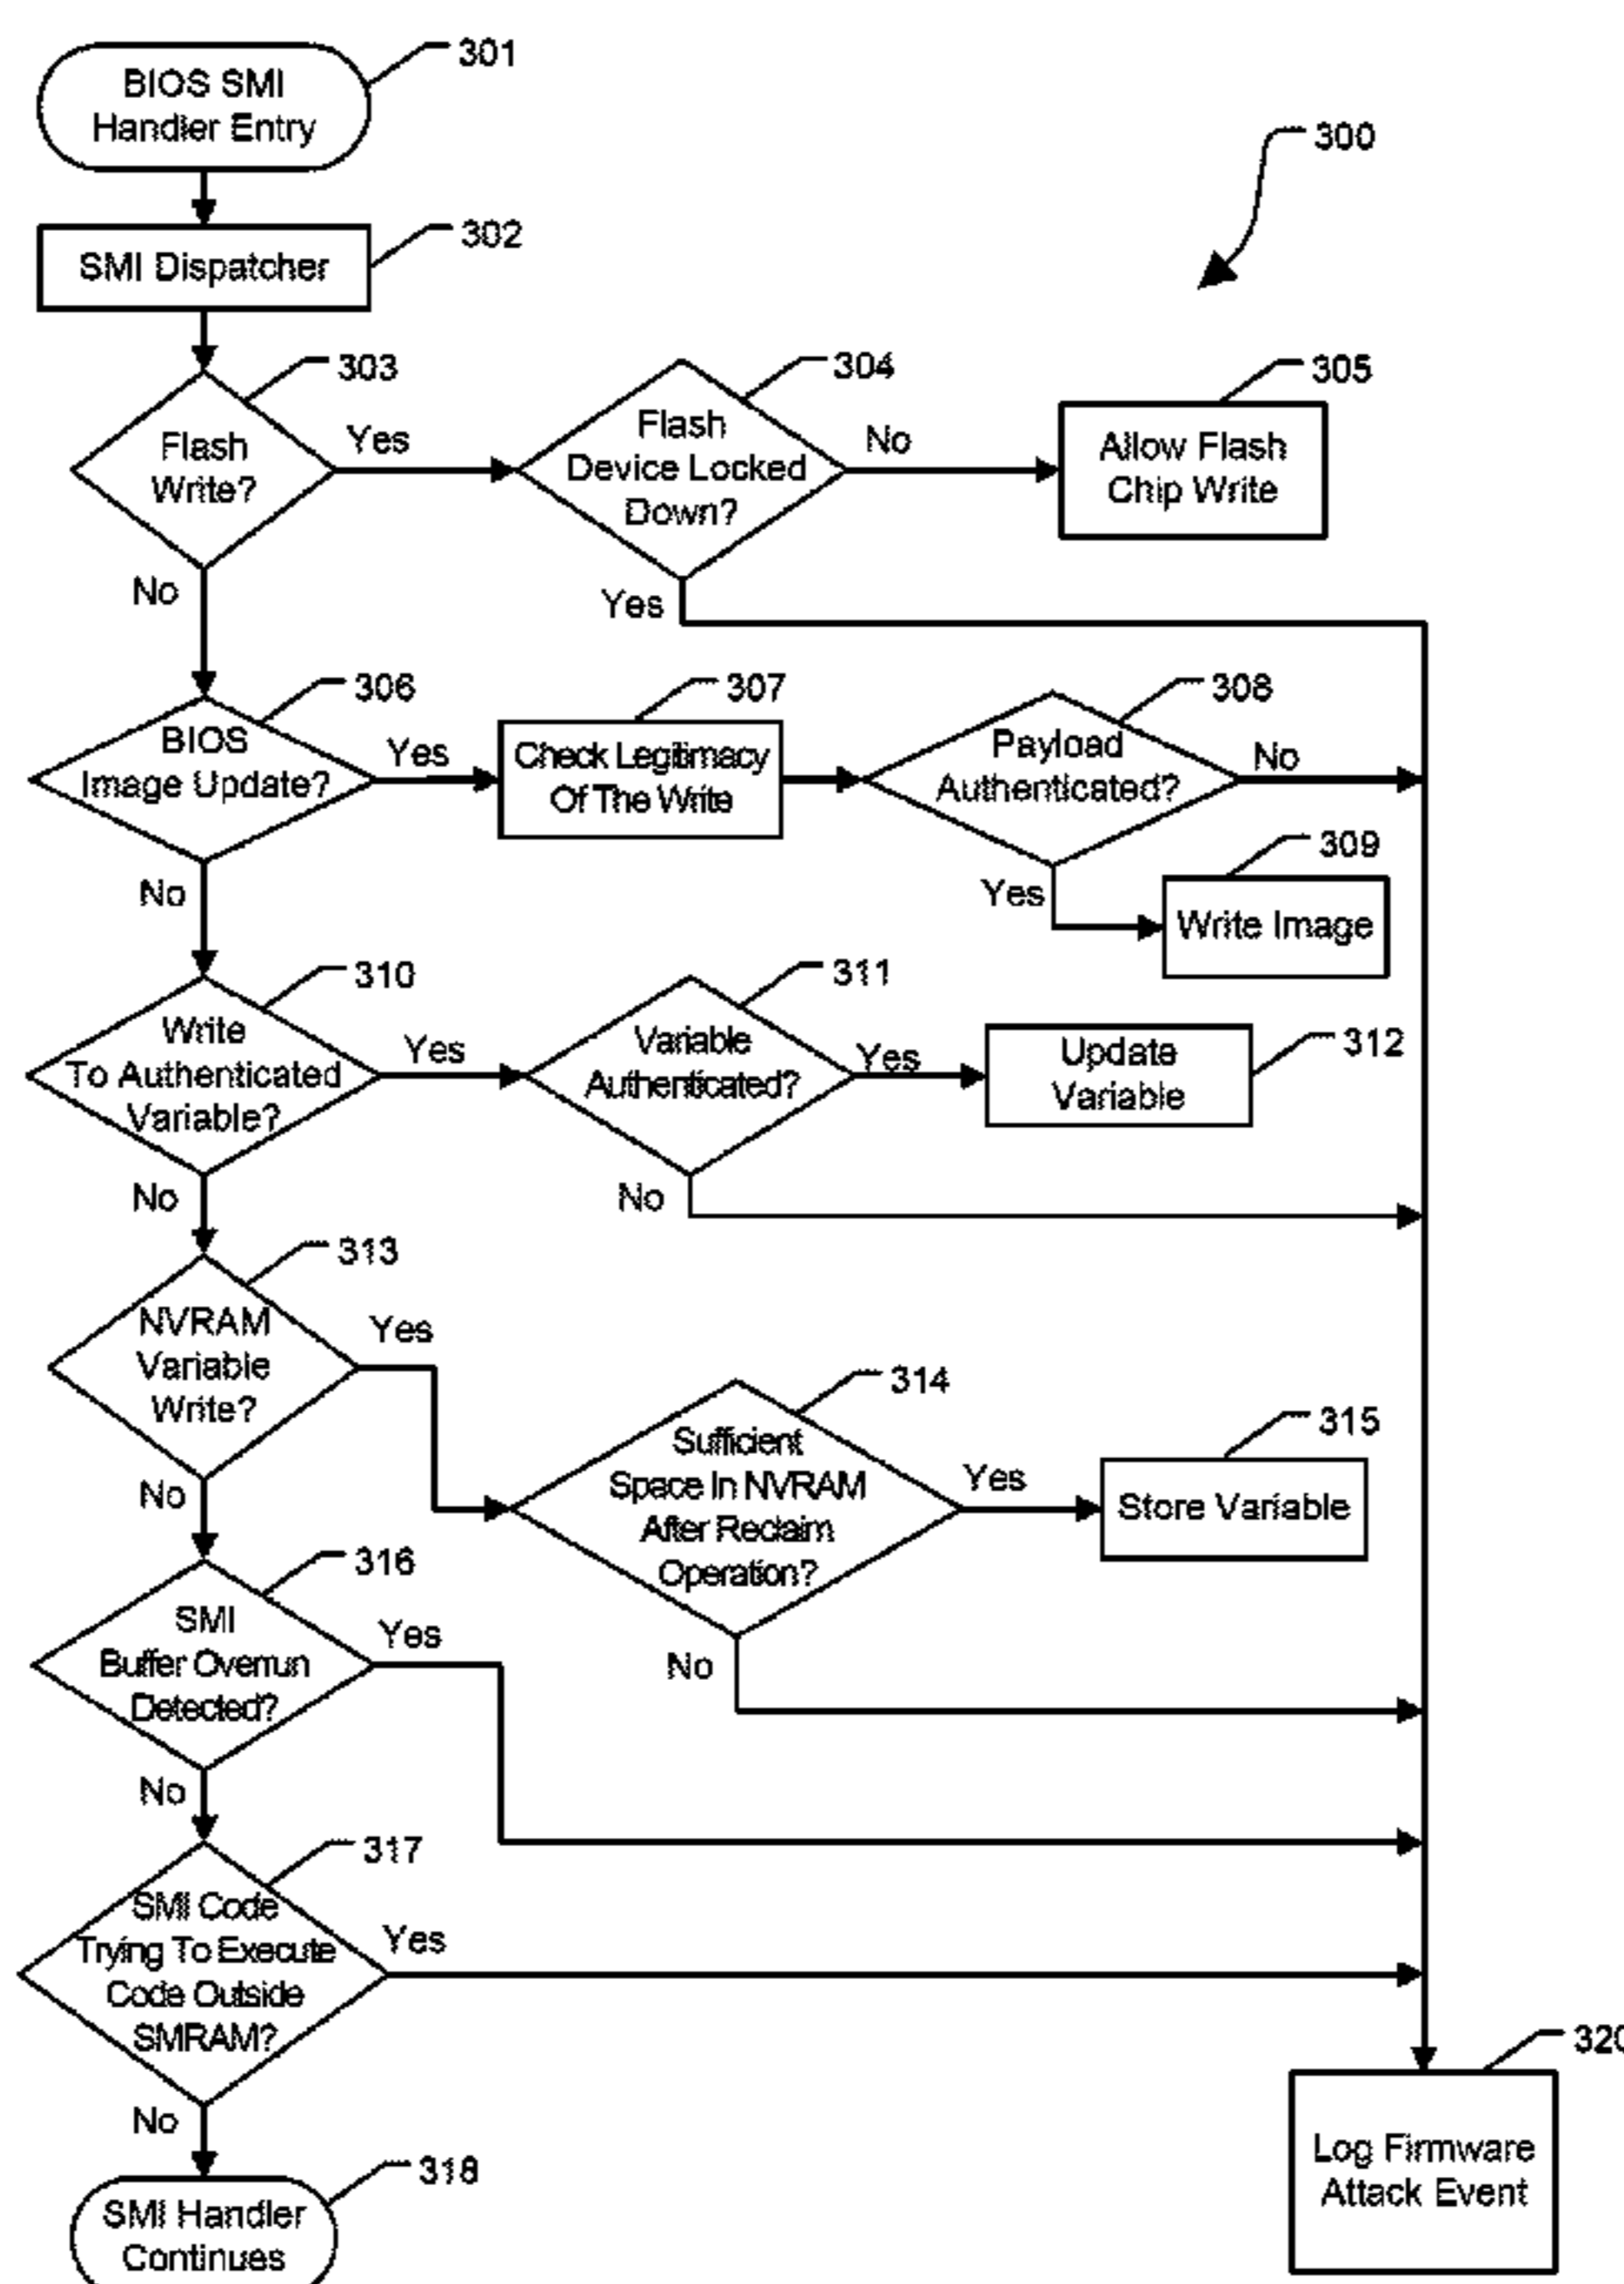 301
BIOS SMI
Handler Entry
300
302
SMI Dispatcher
303
Flash
Write?
Yes
No
304
Flash
Device Locked
Down?
No
Yes
305
Allow Flash
Chip Write
306
BIOS
Image Update?
Yes
No
307
Check Legitimacy
Of The Write
308
Payload
Authenticated?
No
Yes
309
Write Image
310
Write
To Authenticated
Variable?
Yes
No
311
Variable
Authenticated?
Yes
No
312
Update
Variable
313
NVRAM
Variable
Write?
Yes
No
314
Sufficient
Space In NVRAM
After Reclaim
Operation?
Yes
No
315
Store Variable
316
SMI
Buffer Overrun
Detected?
Yes
No
317
SMI Code
Trying To Execute
Code Outside
SMRAM?
Yes
No
318
SMI Handler
Continues
320
Log Firmware
Attack Event